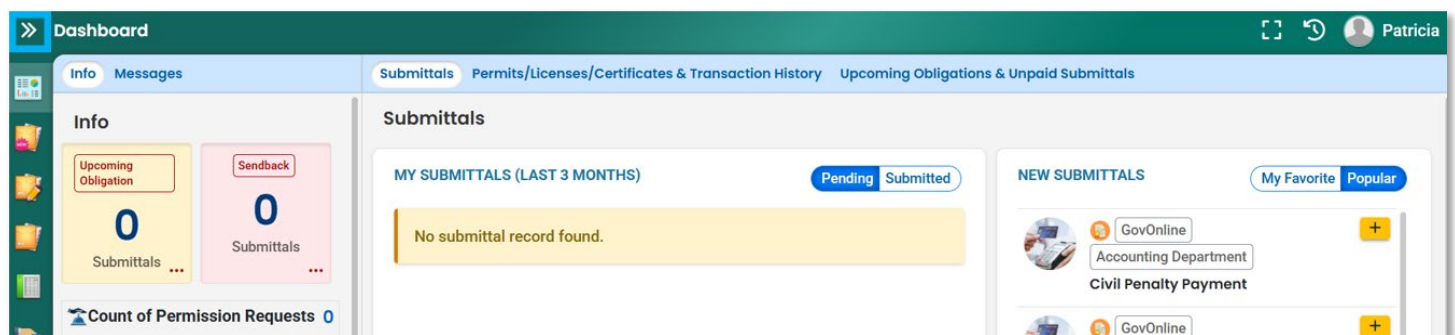 Dashboard
Patricia
Info Messages
Submittals Permits/Licenses/Certificates & Transaction History Upcoming Obligations & Unpaid Submittals
Info
Upcoming
Obligation
0
Submittals
Sendback
0
Submittals
Count of Permission Requests 0
Submittals
MY SUBMITTALS (LAST 3 MONTHS)
Pending Submitted
No submittal record found.
NEW SUBMITTALS
My Favorite Popular
GovOnline
Accounting Department
Civil Penalty Payment
GovOnline